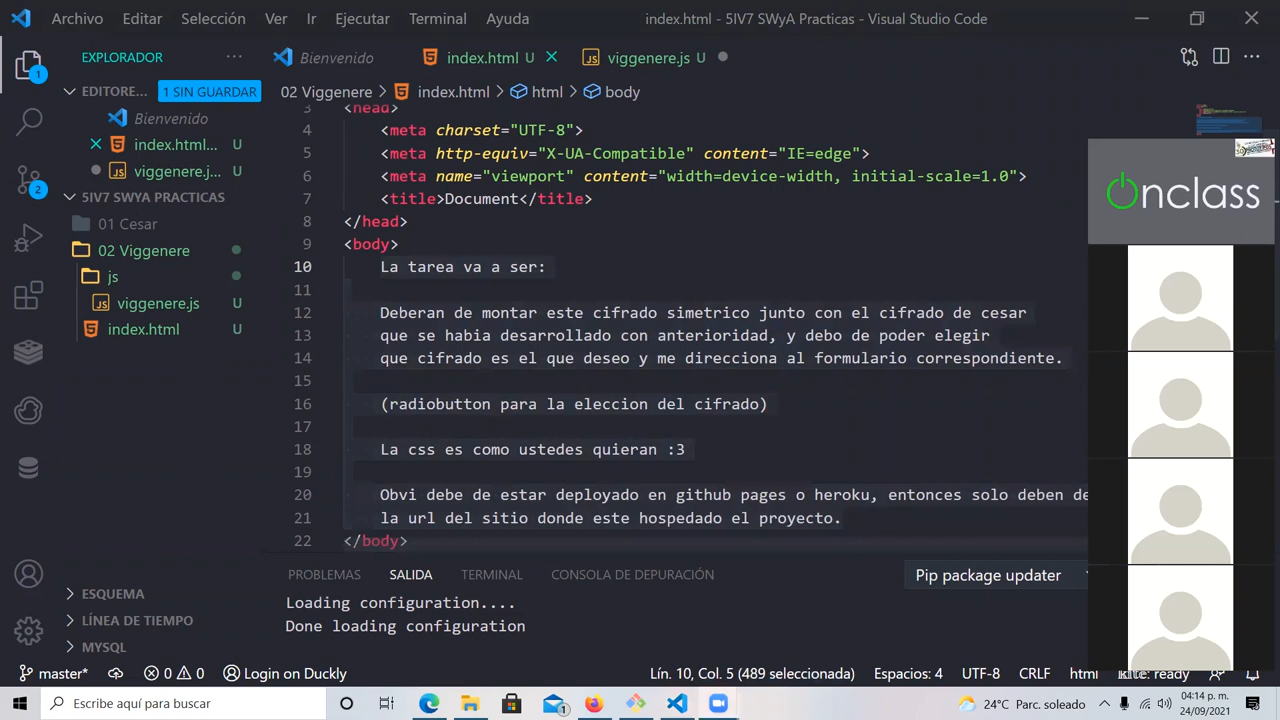 Archivo Editar Selección Ver Ir Ejecutar Terminal Ayuda index.html - 5IV7 SWyA Practicas - Visual Studio Code
EXPLORADOR
Bienvenido index.html U viggenere.js U
EDITORE... 1 SIN GUARDAR
02 Viggenere > index.html > html > body
Bienvenido
index.html... U
viggenere.j... U
5IV7 SWYA PRACTICAS
01 Cesar
02 Viggenere
js
viggenere.js U
index.html U
ESQUEMA
LÍNEA DE TIEMPO
MYSQL
1
2
3 <head>
4 <meta charset="UTF-8">
5 <meta http-equiv="X-UA-Compatible" content="IE=edge">
6 <meta name="viewport" content="width=device-width, initial-scale=1.0">
7 <title>Document</title>
8 </head>
9 <body>
10 La tarea va a ser:
11
12 Deberan de montar este cifrado simetrico junto con el cifrado de cesar
13 que se habia desarrollado con anterioridad, y debo de poder elegir
14 que cifrado es el que deseo y me direcciona al formulario correspondiente.
15
16 (radiobutton para la eleccion del cifrado)
17
18 La css es como ustedes quieran :3
19
20 Obvi debe de estar deployado en github pages o heroku, entonces solo deben de
21 la url del sitio donde este hospedado el proyecto.
22 </body>
Onclass
PROBLEMAS SALIDA TERMINAL CONSOLA DE DEPURACIÓN Pip package updater
Loading configuration....
Done loading configuration
master* 0 0 Login on Duckly Lín. 10, Col. 5 (489 seleccionada) Espacios: 4 UTF-8 CRLF html kite: ready
Escribe aquí para buscar 1 24°C Parc. soleado 04:14 p. m.
24/09/2021